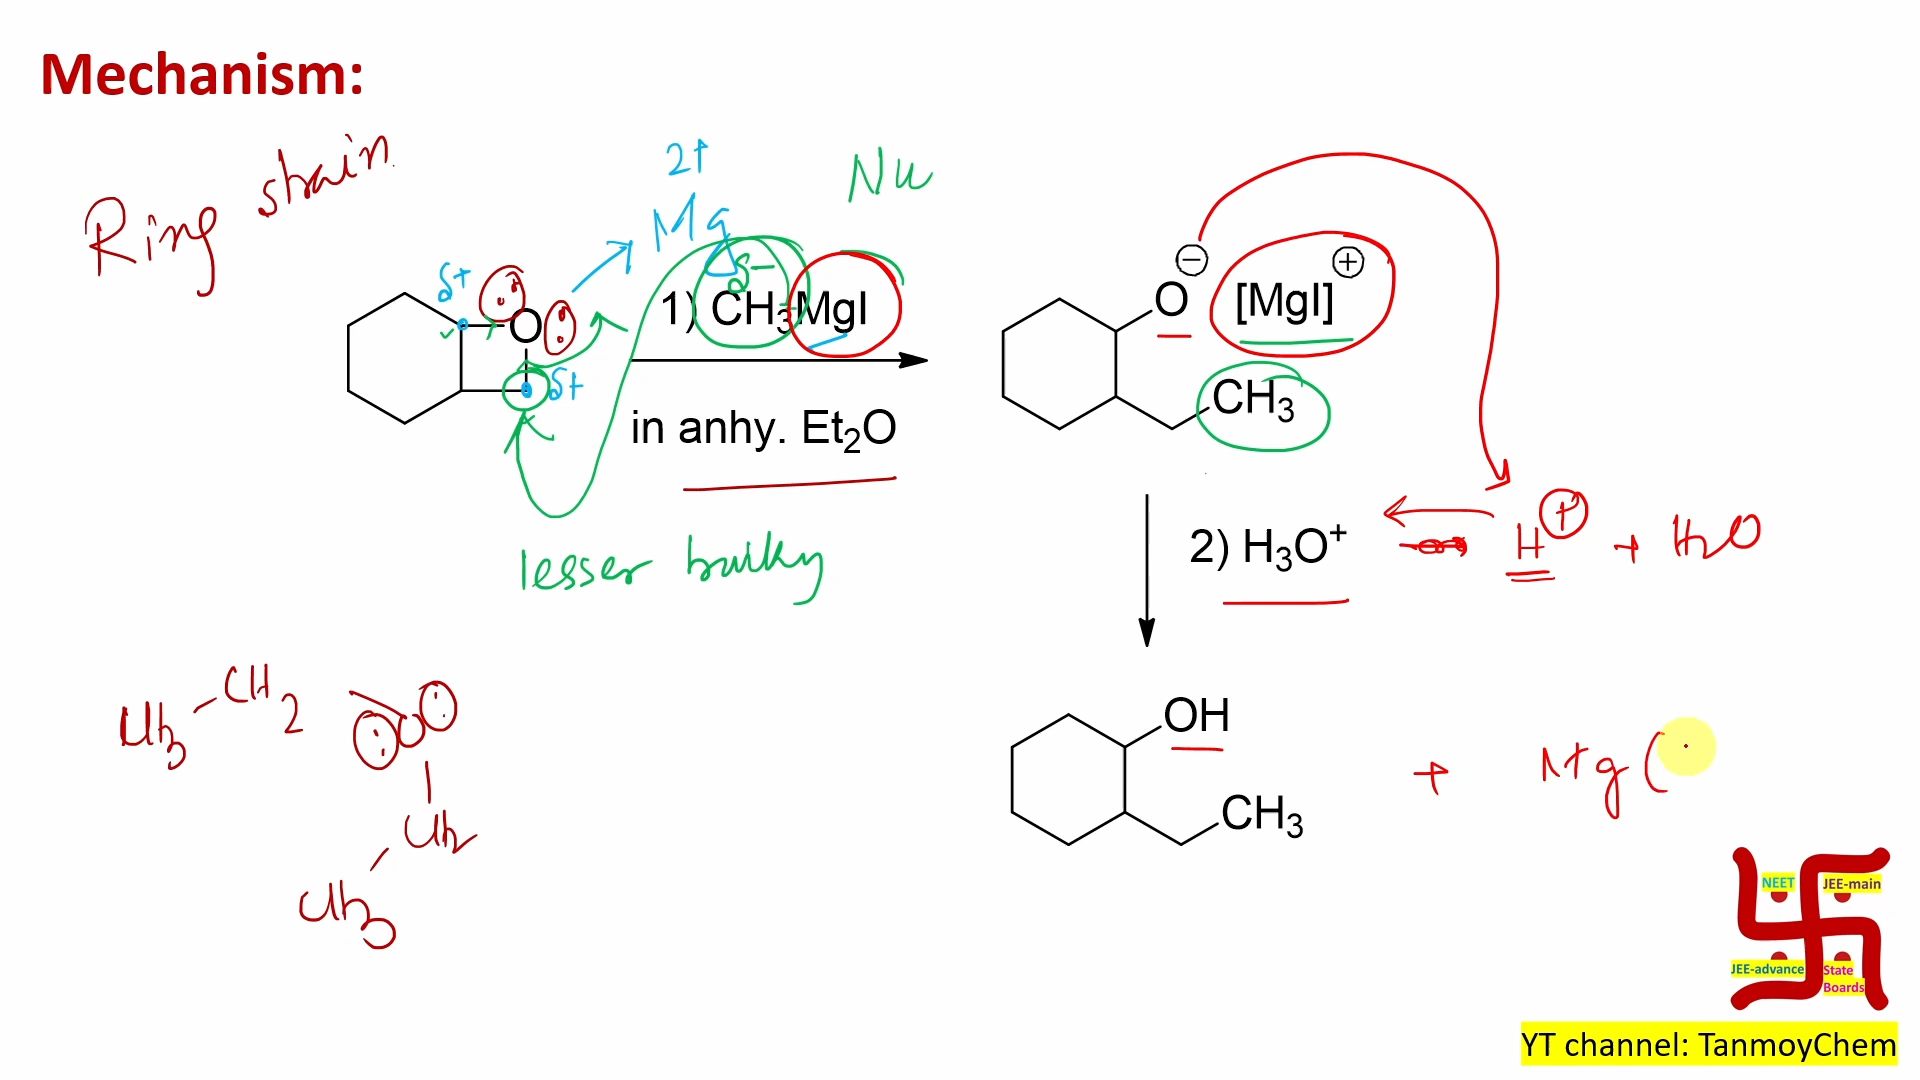 Mechanism:
Ring strain
2+
Mg
Nu
δ+
δ-
O
1) CH₃MgI
δ+
in anhy. Et₂O
lesser bulky
O ⊖ [MgI] ⊕
CH₃
2) H₃O⁺
H⁺ + H₂O
CH₃-CH₂
O
CH₂
CH₃
OH
CH₃
+ Mg(
NEET
JEE-main
JEE-advance
State
Boards
YT channel: TanmoyChem